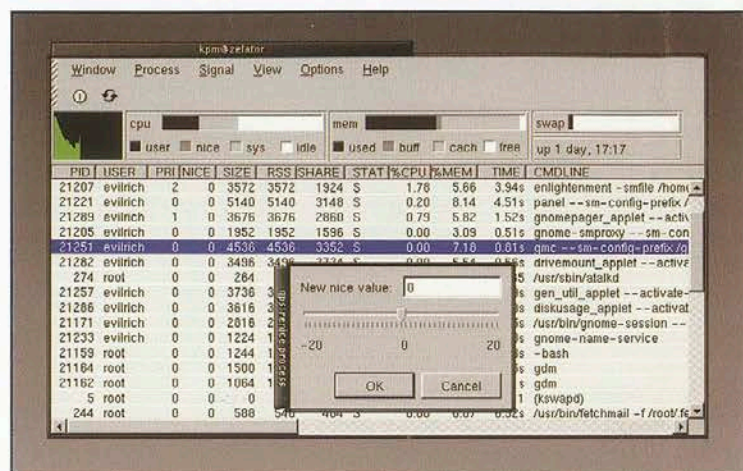 kpm@zelator
Window Process Signal View Options Help
cpu mem swap
user nice sys idle used buff cach free up 1 day, 17:17
PID USER PRI NICE SIZE RSS SHARE STAT %CPU %MEM TIME CMDLINE
21207 evilrich 2 0 3572 3572 1924 S 1.78 5.66 3.94s enlightenment -smfile /home
21221 evilrich 0 0 5140 5140 3148 S 0.20 8.14 4.51s panel --sm-config-prefix /
21289 evilrich 1 0 3676 3676 2860 S 0.79 5.82 1.52s gnomepager_applet --activ
21205 evilrich 0 0 1952 1952 1596 S 0.00 3.09 0.51s gnome-smproxy --sm-con
21251 evilrich 0 0 4536 4536 3352 S 0.00 7.18 0.81s gmc --sm-config-prefix /g
21282 evilrich 0 0 3496 3496 drivemount_applet --activa
274 root 0 0 264 /usr/sbin/atalkd
21257 evilrich 0 0 3736 gen_util_applet --activate-
21286 evilrich 0 0 3616 diskusage_applet --activat
21171 evilrich 0 0 2816 /usr/bin/gnome-session --
21233 evilrich 0 0 1224 gnome-name-service
21159 root 0 0 1244 -bash
21164 root 0 0 1500 gdm
21162 root 0 0 1064 gdm
5 root 0 0 0 (kswapd)
244 root 0 0 588 /usr/bin/fetchmail -f /root/.fe
gps:renice process
New nice value: 0
-20 0 20
OK Cancel